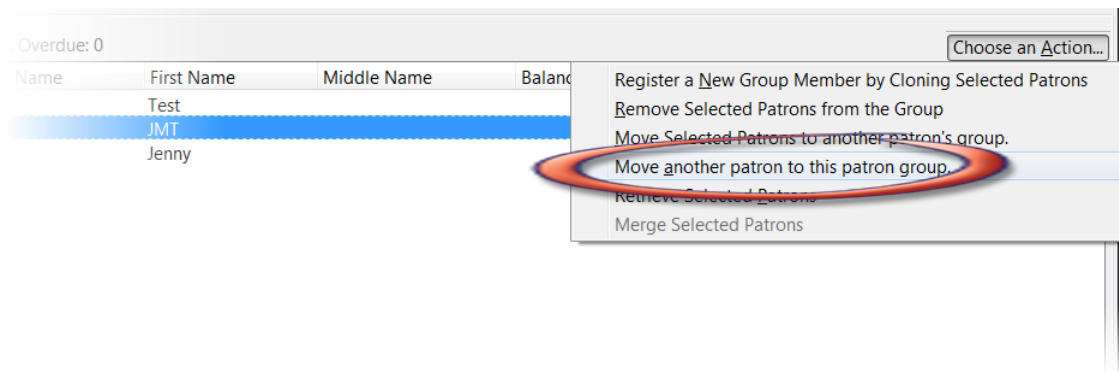 Overdue: 0
Choose an Action...
Name First Name Middle Name Balanc
Test
JMT
Jenny
Register a New Group Member by Cloning Selected Patrons
Remove Selected Patrons from the Group
Move Selected Patrons to another patron's group.
Move another patron to this patron group.
Retrieve Selected Patrons
Merge Selected Patrons